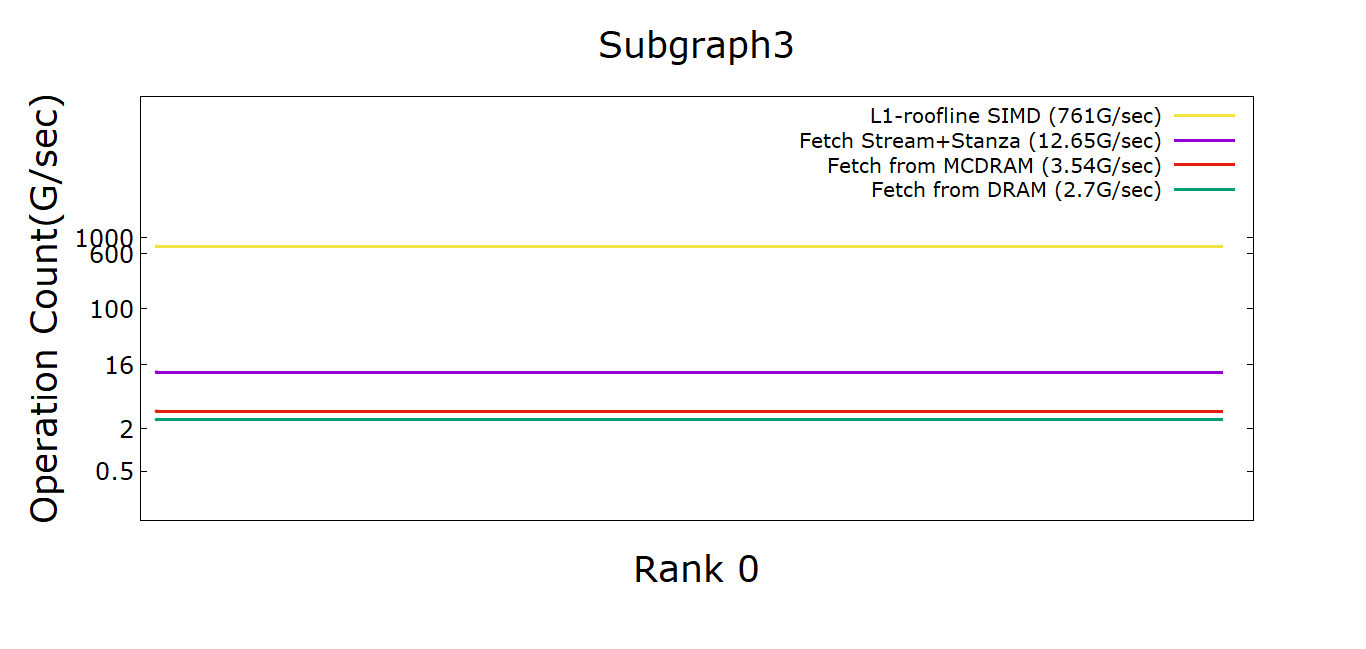 Subgraph3
L1-roofline SIMD (761G/sec)
Fetch Stream+Stanza (12.65G/sec)
Fetch from MCDRAM (3.54G/sec)
Fetch from DRAM (2.7G/sec)
Operation Count(G/sec)
1000
600
100
16
2
0.5
Rank 0